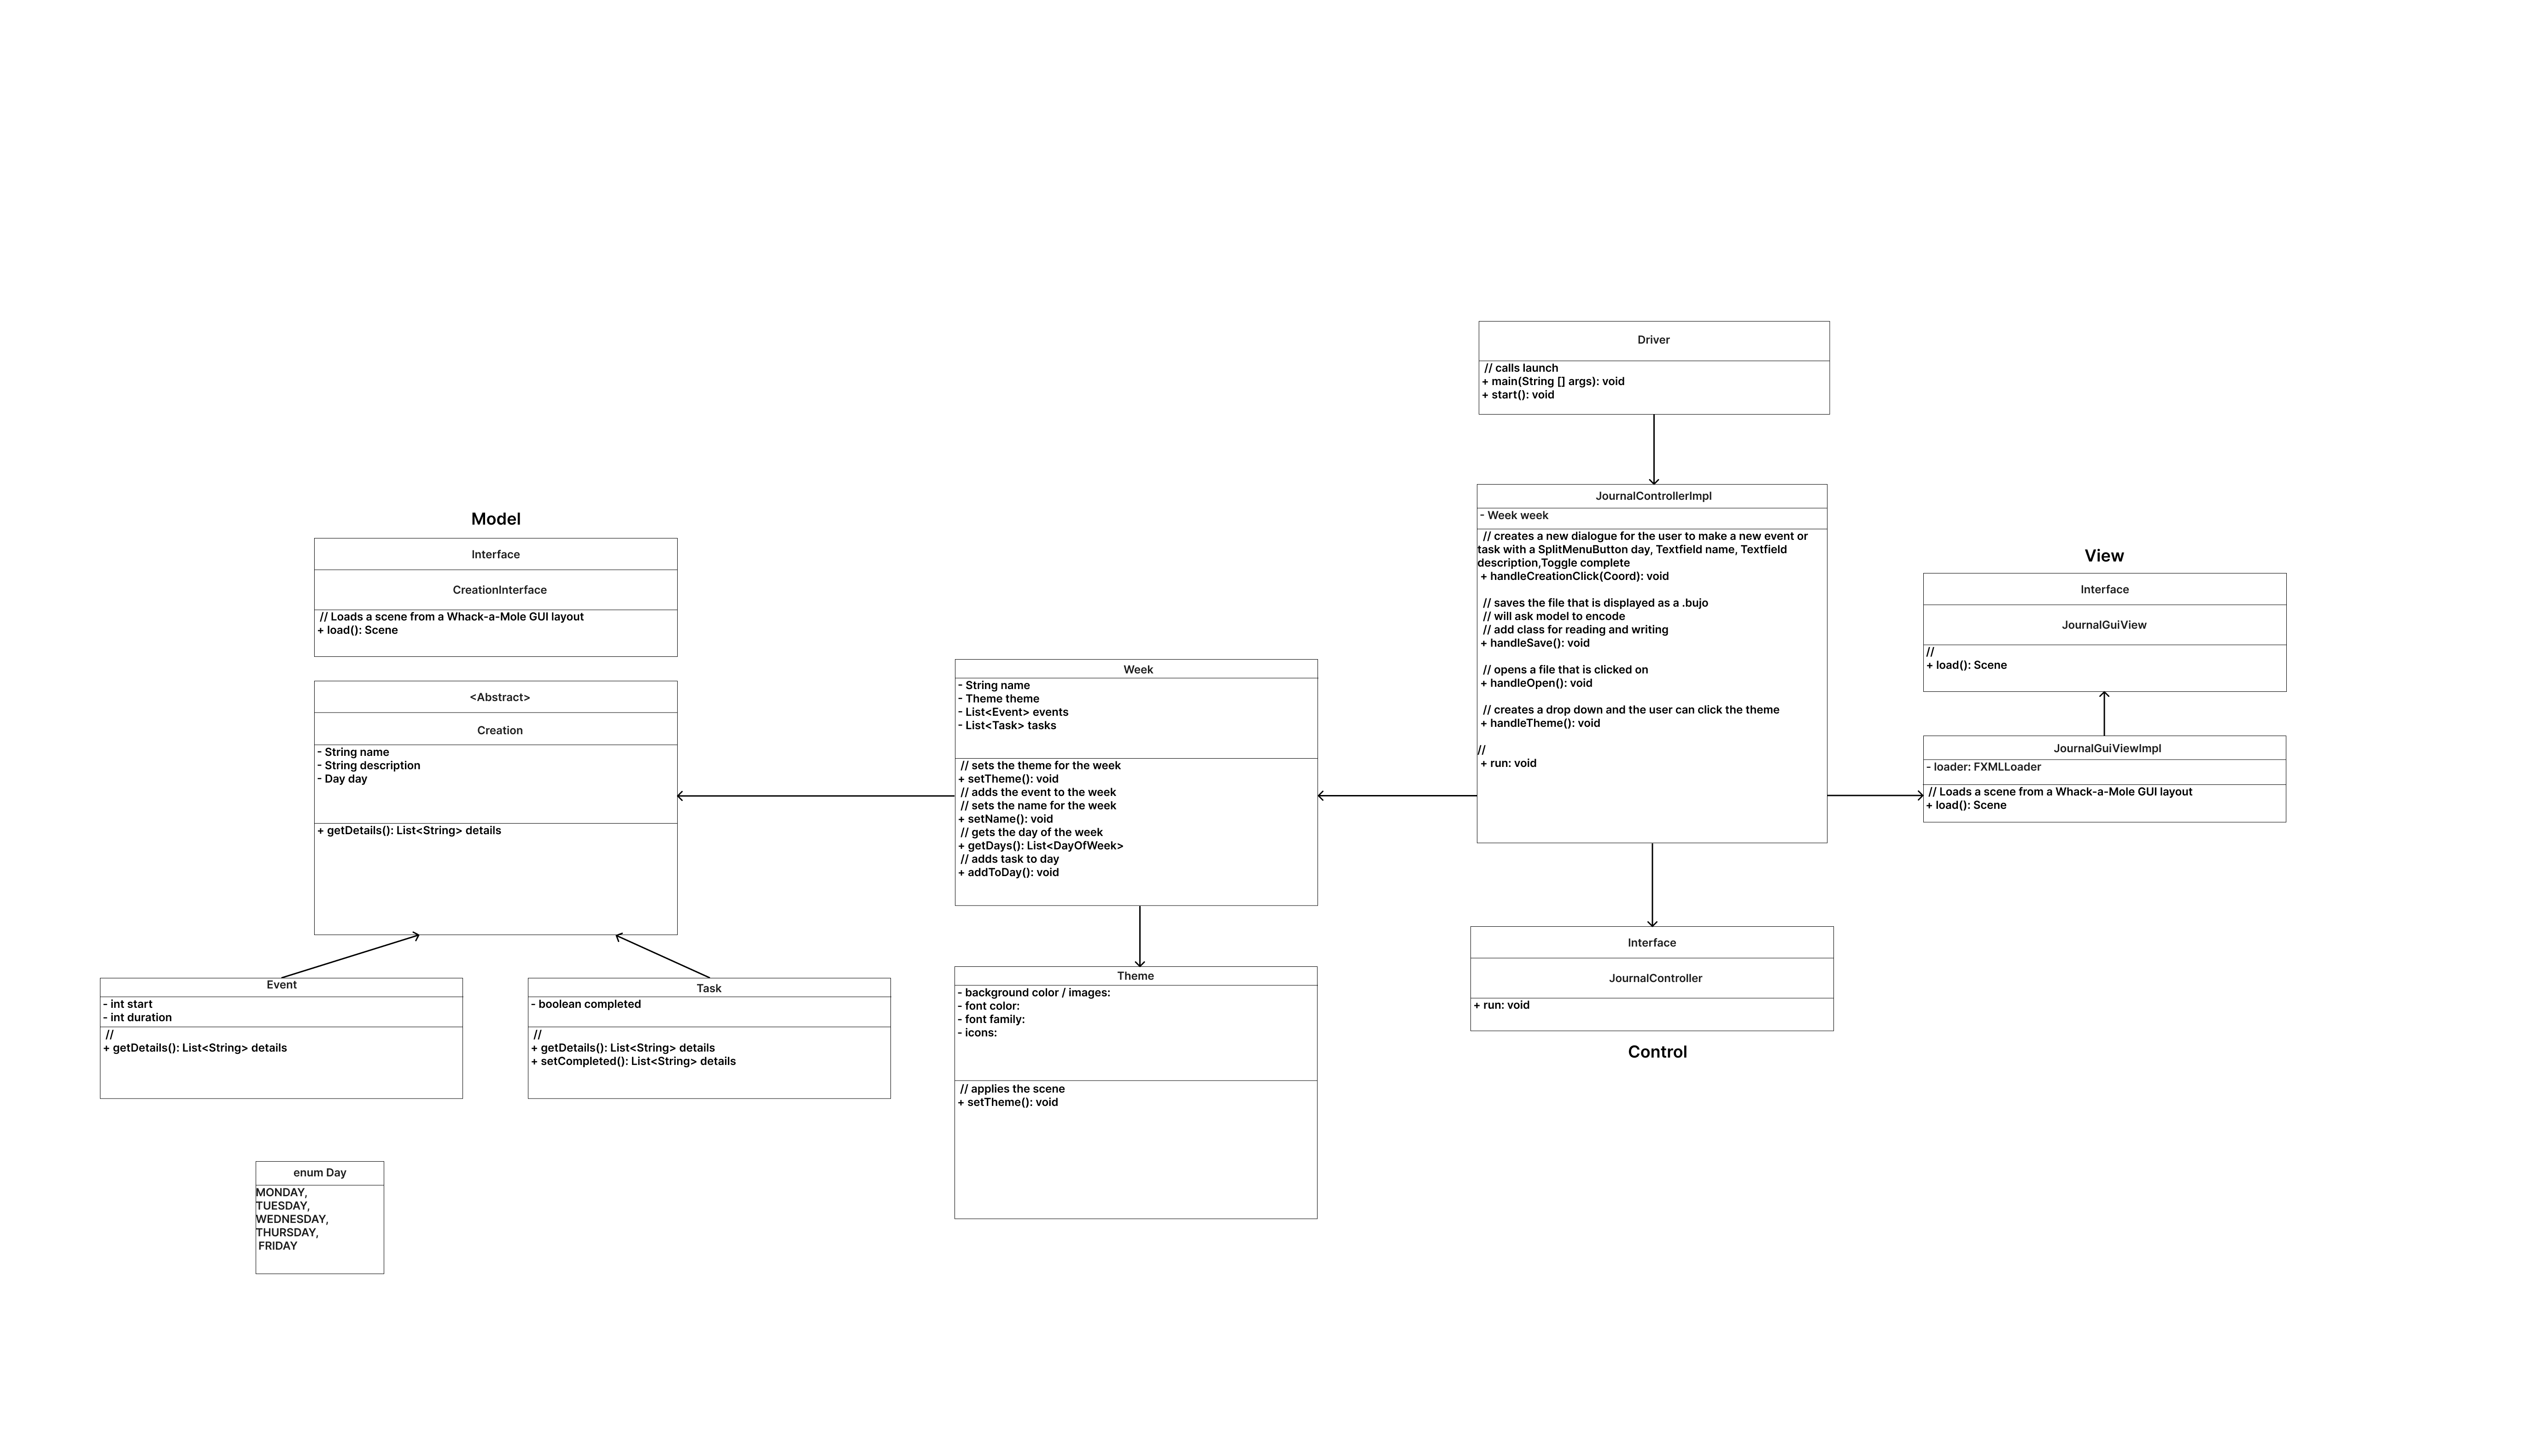 Driver
// calls launch
+ main(String [] args): void
+ start(): void
Model
Interface
CreationInterface
// Loads a scene from a Whack-a-Mole GUI layout
+ load(): Scene
<Abstract>
Creation
- String name
- String description
- Day day
+ getDetails(): List<String> details
Event
- int start
- int duration
//
+ getDetails(): List<String> details
Task
- boolean completed
//
+ getDetails(): List<String> details
+ setCompleted(): List<String> details
enum Day
MONDAY,
TUESDAY,
WEDNESDAY,
THURSDAY,
FRIDAY
Week
- String name
- Theme theme
- List<Event> events
- List<Task> tasks
// sets the theme for the week
+ setTheme(): void
// adds the event to the week
// sets the name for the week
+ setName(): void
// gets the day of the week
+ getDays(): List<DayOfWeek>
// adds task to day
+ addToDay(): void
Theme
- background color / images:
- font color:
- font family:
- icons:
// applies the scene
+ setTheme(): void
JournalControllerImpl
- Week week
// creates a new dialogue for the user to make a new event or
task with a SplitMenuButton day, Textfield name, Textfield
description,Toggle complete
+ handleCreationClick(Coord): void
// saves the file that is displayed as a .bujo
// will ask model to encode
// add class for reading and writing
+ handleSave(): void
// opens a file that is clicked on
+ handleOpen(): void
// creates a drop down and the user can click the theme
+ handleTheme(): void
//
+ run: void
Interface
JournalController
+ run: void
Control
View
Interface
JournalGuiView
//
+ load(): Scene
JournalGuiViewImpl
- loader: FXMLLoader
// Loads a scene from a Whack-a-Mole GUI layout
+ load(): Scene